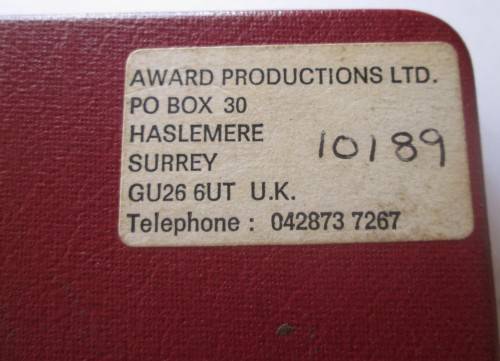 AWARD PRODUCTIONS LTD.
PO BOX 30
HASLEMERE
SURREY
GU26 6UT U.K.
Telephone : 042873 7267
10189